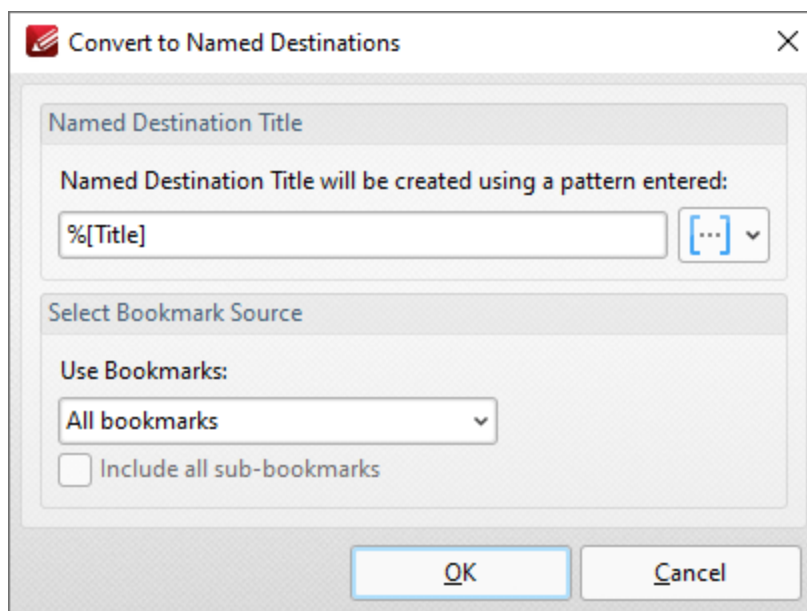 Convert to Named Destinations
Named Destination Title
Named Destination Title will be created using a pattern entered:
%[Title]
Select Bookmark Source
Use Bookmarks:
All bookmarks
Include all sub-bookmarks
OK
Cancel